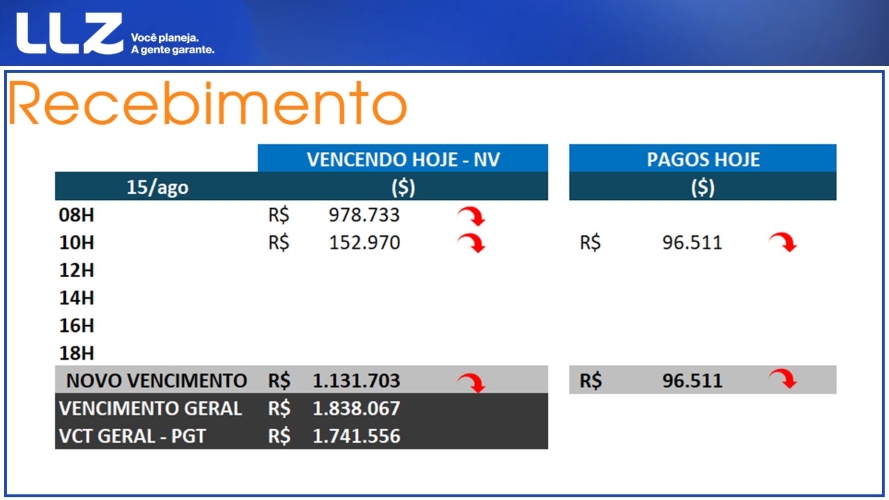 LLZ
Você planeja.
A gente garante.
Recebimento
VENCENDO HOJE - NV PAGOS HOJE
15/ago ($) ($)
08H R$ 978.733
10H R$ 152.970 R$ 96.511
12H
14H
16H
18H
NOVO VENCIMENTO R$ 1.131.703 R$ 96.511
VENCIMENTO GERAL R$ 1.838.067
VCT GERAL - PGT R$ 1.741.556